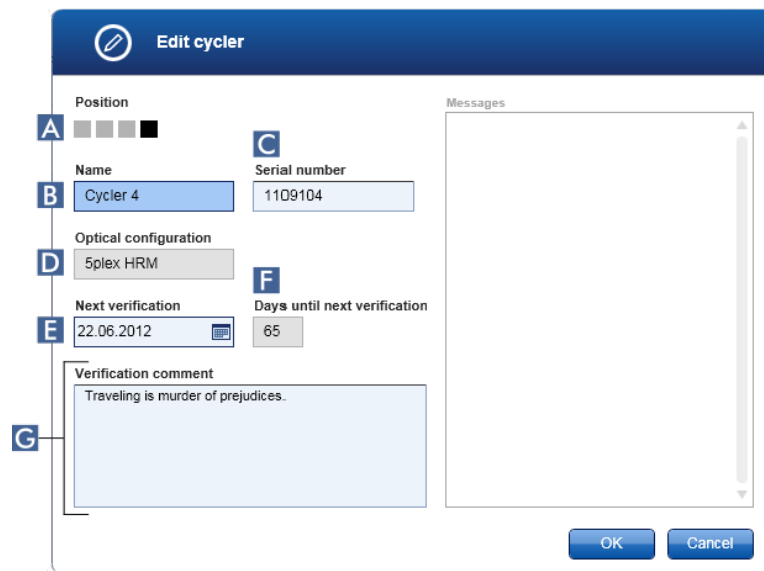 Edit cycler
Position
Messages
A
C
Name
Serial number
B
Cycler 4
1109104
Optical configuration
D
5plex HRM
F
Next verification
Days until next verification
E
22.06.2012
65
Verification comment
Traveling is murder of prejudices.
G
OK
Cancel